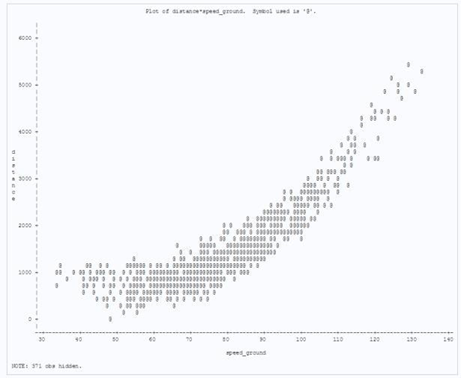 Plot of distance*speed_ground.  Symbol used is '@'.
6000
5000
4000
3000
2000
1000
0
distance
30 40 50 60 70 80 90 100 110 120 130 140
speed_ground
NOTE: 371 obs hidden.